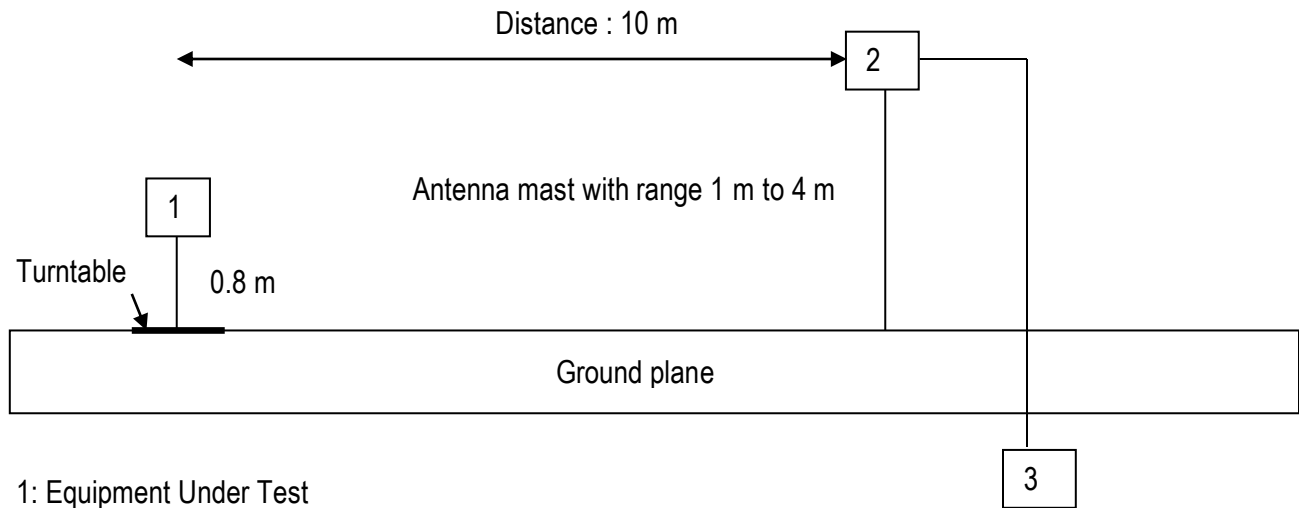 Distance : 10 m
2
Antenna mast with range 1 m to 4 m
1
Turntable
0.8 m
Ground plane
3
1: Equipment Under Test